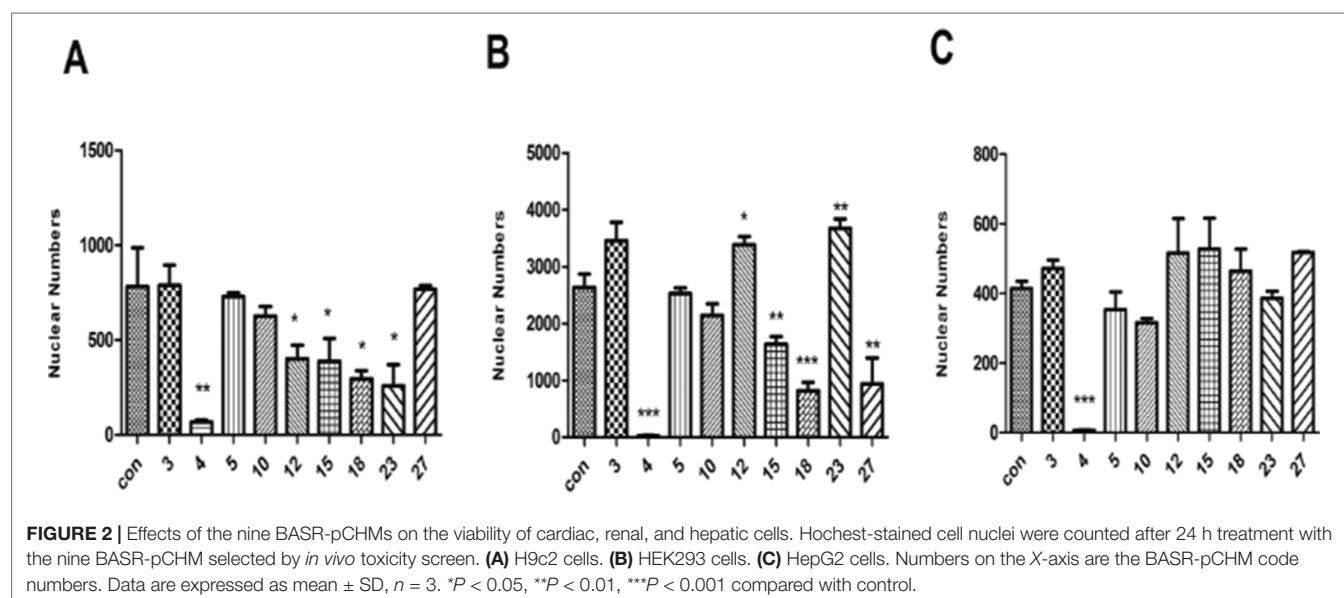 A
Nuclear Numbers
1500
1000
500
0
**
*
*
*
*
con 3 4 5 10 12 15 18 23 27
B
Nuclear Numbers
5000
4000
3000
2000
1000
0
***
*
**
***
**
**
con 3 4 5 10 12 15 18 23 27
C
Nuclear Numbers
800
600
400
200
0
***
con 3 4 5 10 12 15 18 23 27
FIGURE 2 | Effects of the nine BASR-pCHMs on the viability of cardiac, renal, and hepatic cells. Hochest-stained cell nuclei were counted after 24 h treatment with
the nine BASR-pCHM selected by in vivo toxicity screen. (A) H9c2 cells. (B) HEK293 cells. (C) HepG2 cells. Numbers on the X-axis are the BASR-pCHM code
numbers. Data are expressed as mean ± SD, n = 3. *P < 0.05, **P < 0.01, ***P < 0.001 compared with control.